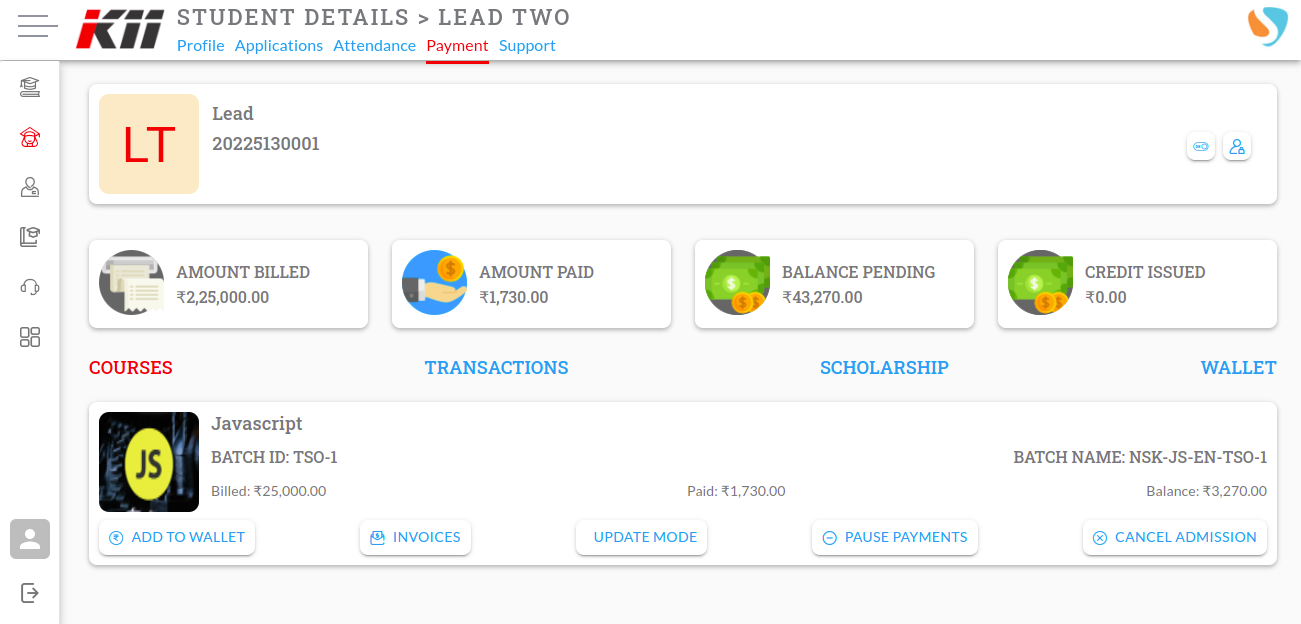 KII
STUDENT DETAILS > LEAD TWO
Profile Applications Attendance Payment Support
LT
Lead
20225130001
AMOUNT BILLED
₹2,25,000.00
AMOUNT PAID
₹1,730.00
BALANCE PENDING
₹43,270.00
CREDIT ISSUED
₹0.00
COURSES TRANSACTIONS SCHOLARSHIP WALLET
JS
Javascript
BATCH ID: TSO-1 BATCH NAME: NSK-JS-EN-TSO-1
Billed: ₹25,000.00 Paid: ₹1,730.00 Balance: ₹3,270.00
ADD TO WALLET INVOICES UPDATE MODE PAUSE PAYMENTS CANCEL ADMISSION